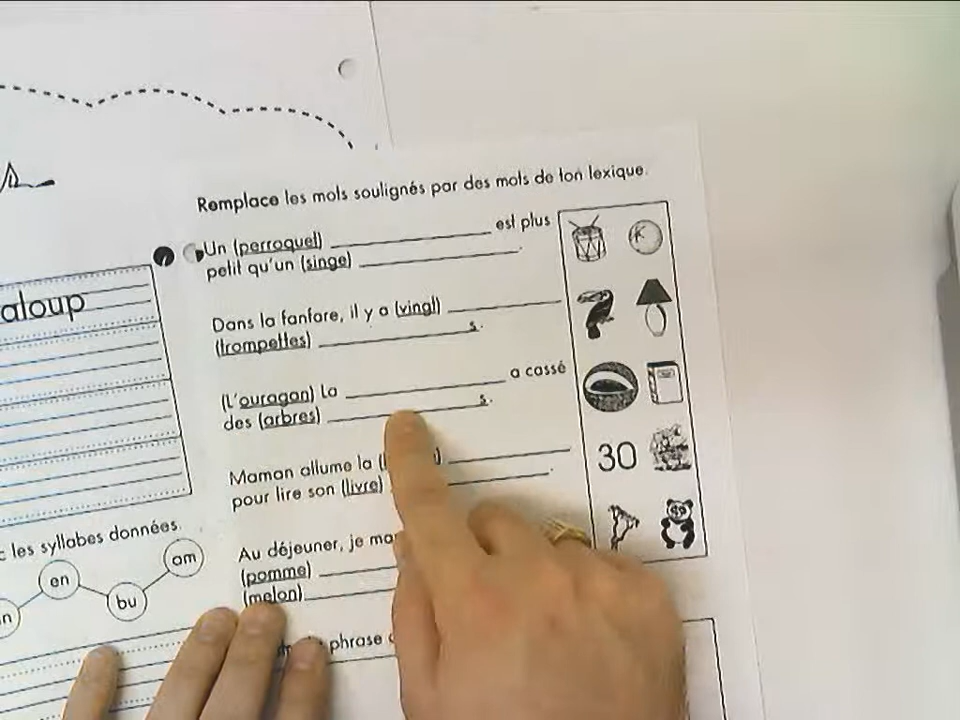 Remplace les mots soulignés par des mots de ton lexique.
Un (perroquet) est plus
petit qu'un (singe) .
Dans la fanfare, il y a (vingt)
(trompettes) s.
(L'ouragan) La a cassé
des (arbres) s.
Maman allume la
pour lire son (livre) .
Au déjeuner, je
(pomme)
(melon)
phrase
aloup
les syllabes données.
en
am
bu
30